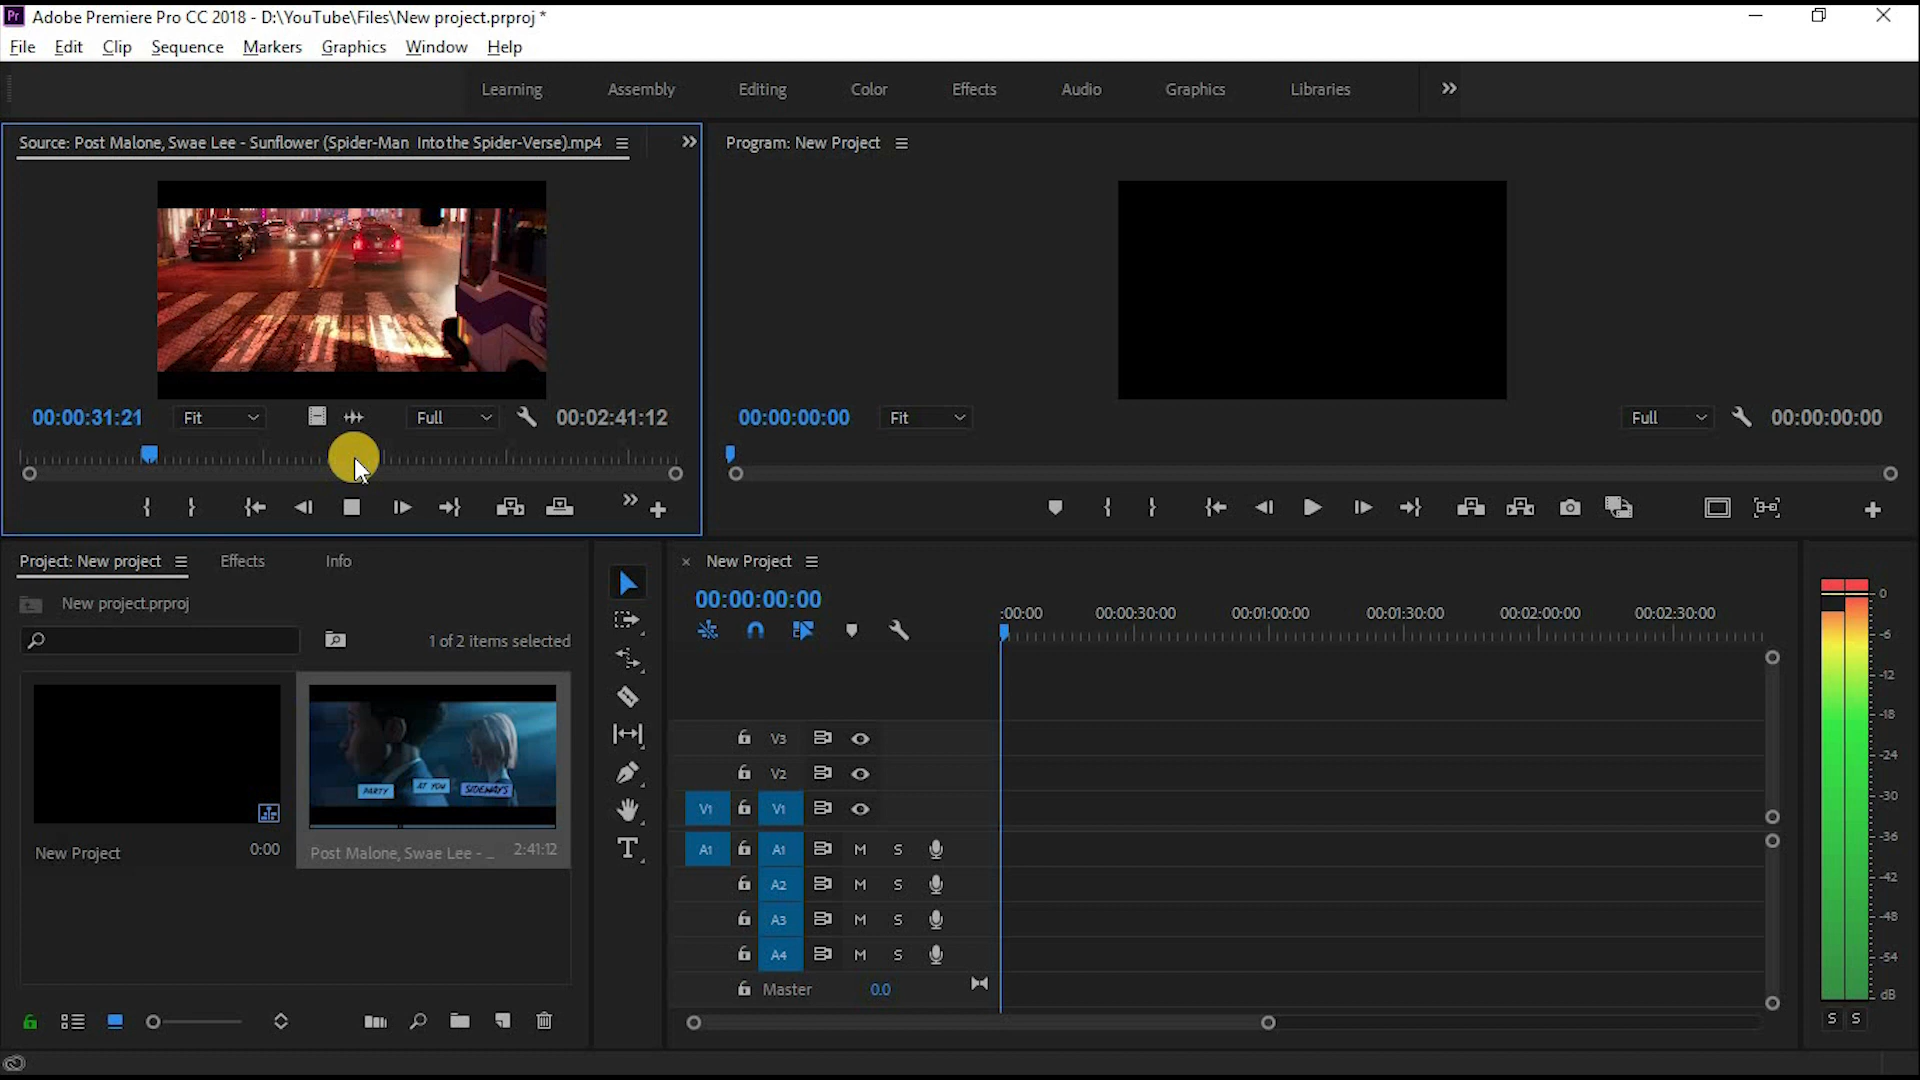 Pr Adobe Premiere Pro CC 2018 - D:\YouTube\Files\New project.prproj *
File Edit Clip Sequence Markers Graphics Window Help
Learning Assembly Editing Color Effects Audio Graphics Libraries
Source: Post Malone, Swae Lee - Sunflower (Spider-Man Into the Spider-Verse).mp4
Program: New Project
00:00:31:21 Fit Full 00:02:41:12
00:00:00:00 Fit Full 00:00:00:00
Project: New project Effects Info
New project.prproj
1 of 2 items selected
PARTY AT YOU SIDEWAYS
New Project 0:00
Post Malone, Swae Lee - ... 2:41:12
T
New Project
00:00:00:00
:00:00 00:00:30:00 00:01:00:00 00:01:30:00 00:02:00:00 00:02:30:00
V3
V2
V1 V1
A1 A1 M S
A2 M S
A3 M S
A4 M S
Master 0.0
0
-6
-12
-18
-24
-30
-36
-42
-48
-54
dB
S S